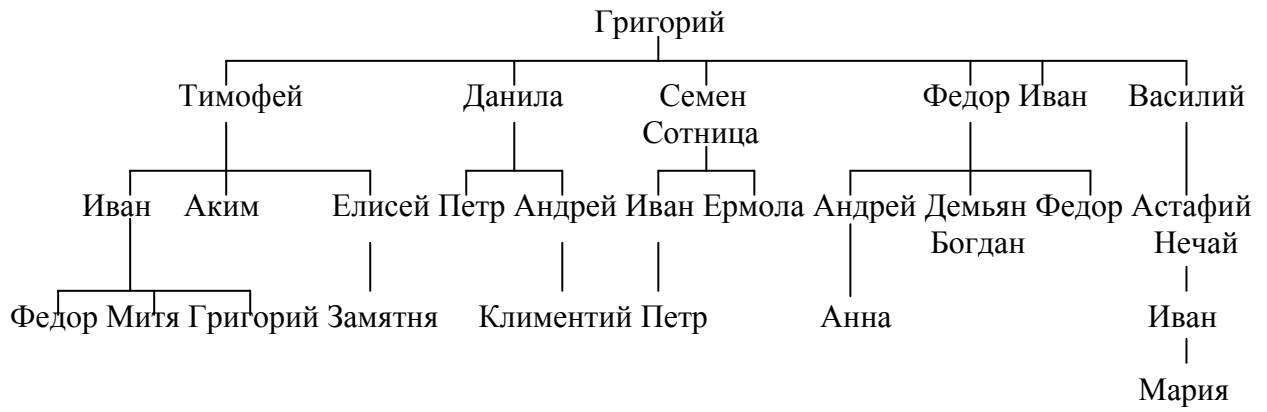 Григорий
Тимофей Данила Семен Федор Иван Василий
Сотница
Иван Аким Елисей Петр Андрей Иван Ермола Андрей Демьян Федор Астафий
Богдан Нечай
Федор Митя Григорий Замятня Климентий Петр Анна Иван
Мария